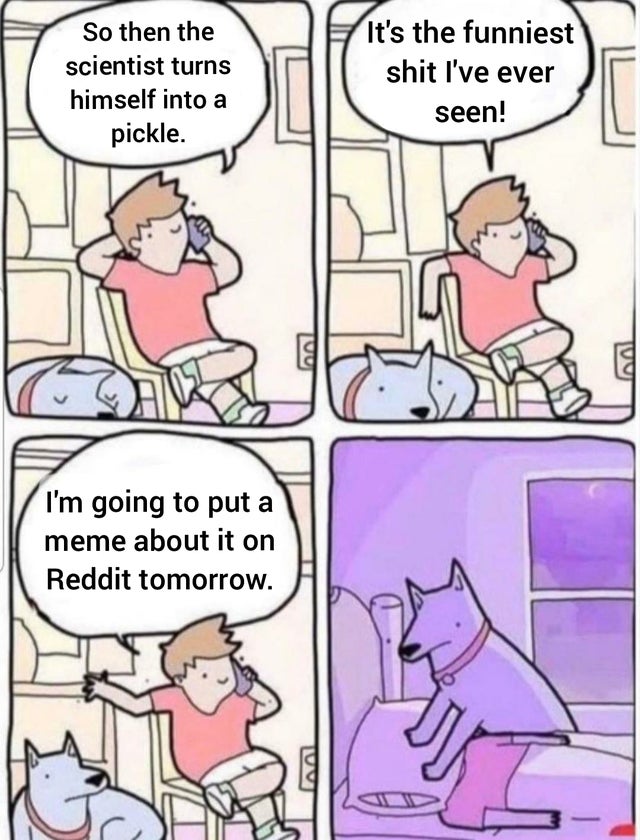 So then the
scientist turns
himself into a
pickle.
It's the funniest
shit I've ever
seen!
I'm going to put a
meme about it on
Reddit tomorrow.